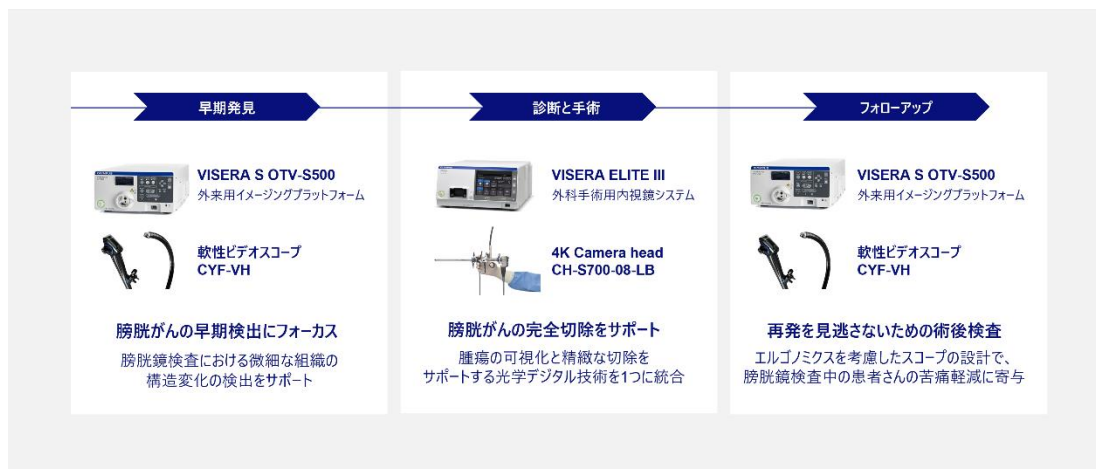 早期発見
VISERA S OTV-S500
外来用イメージングプラットフォーム
軟性ビデオスコープ
CYF-VH
膀胱がんの早期検出にフォーカス
膀胱鏡検査における微細な組織の
構造変化の検出をサポート
診断と手術
VISERA ELITE III
外科手術用内視鏡システム
4K Camera head
CH-S700-08-LB
膀胱がんの完全切除をサポート
腫瘍の可視化と精緻な切除を
サポートする光学デジタル技術を1つに統合
フォローアップ
VISERA S OTV-S500
外来用イメージングプラットフォーム
軟性ビデオスコープ
CYF-VH
再発を見逃さないための術後検査
エルゴノミクスを考慮したスコープの設計で、
膀胱鏡検査中の患者さんの苦痛軽減に寄与